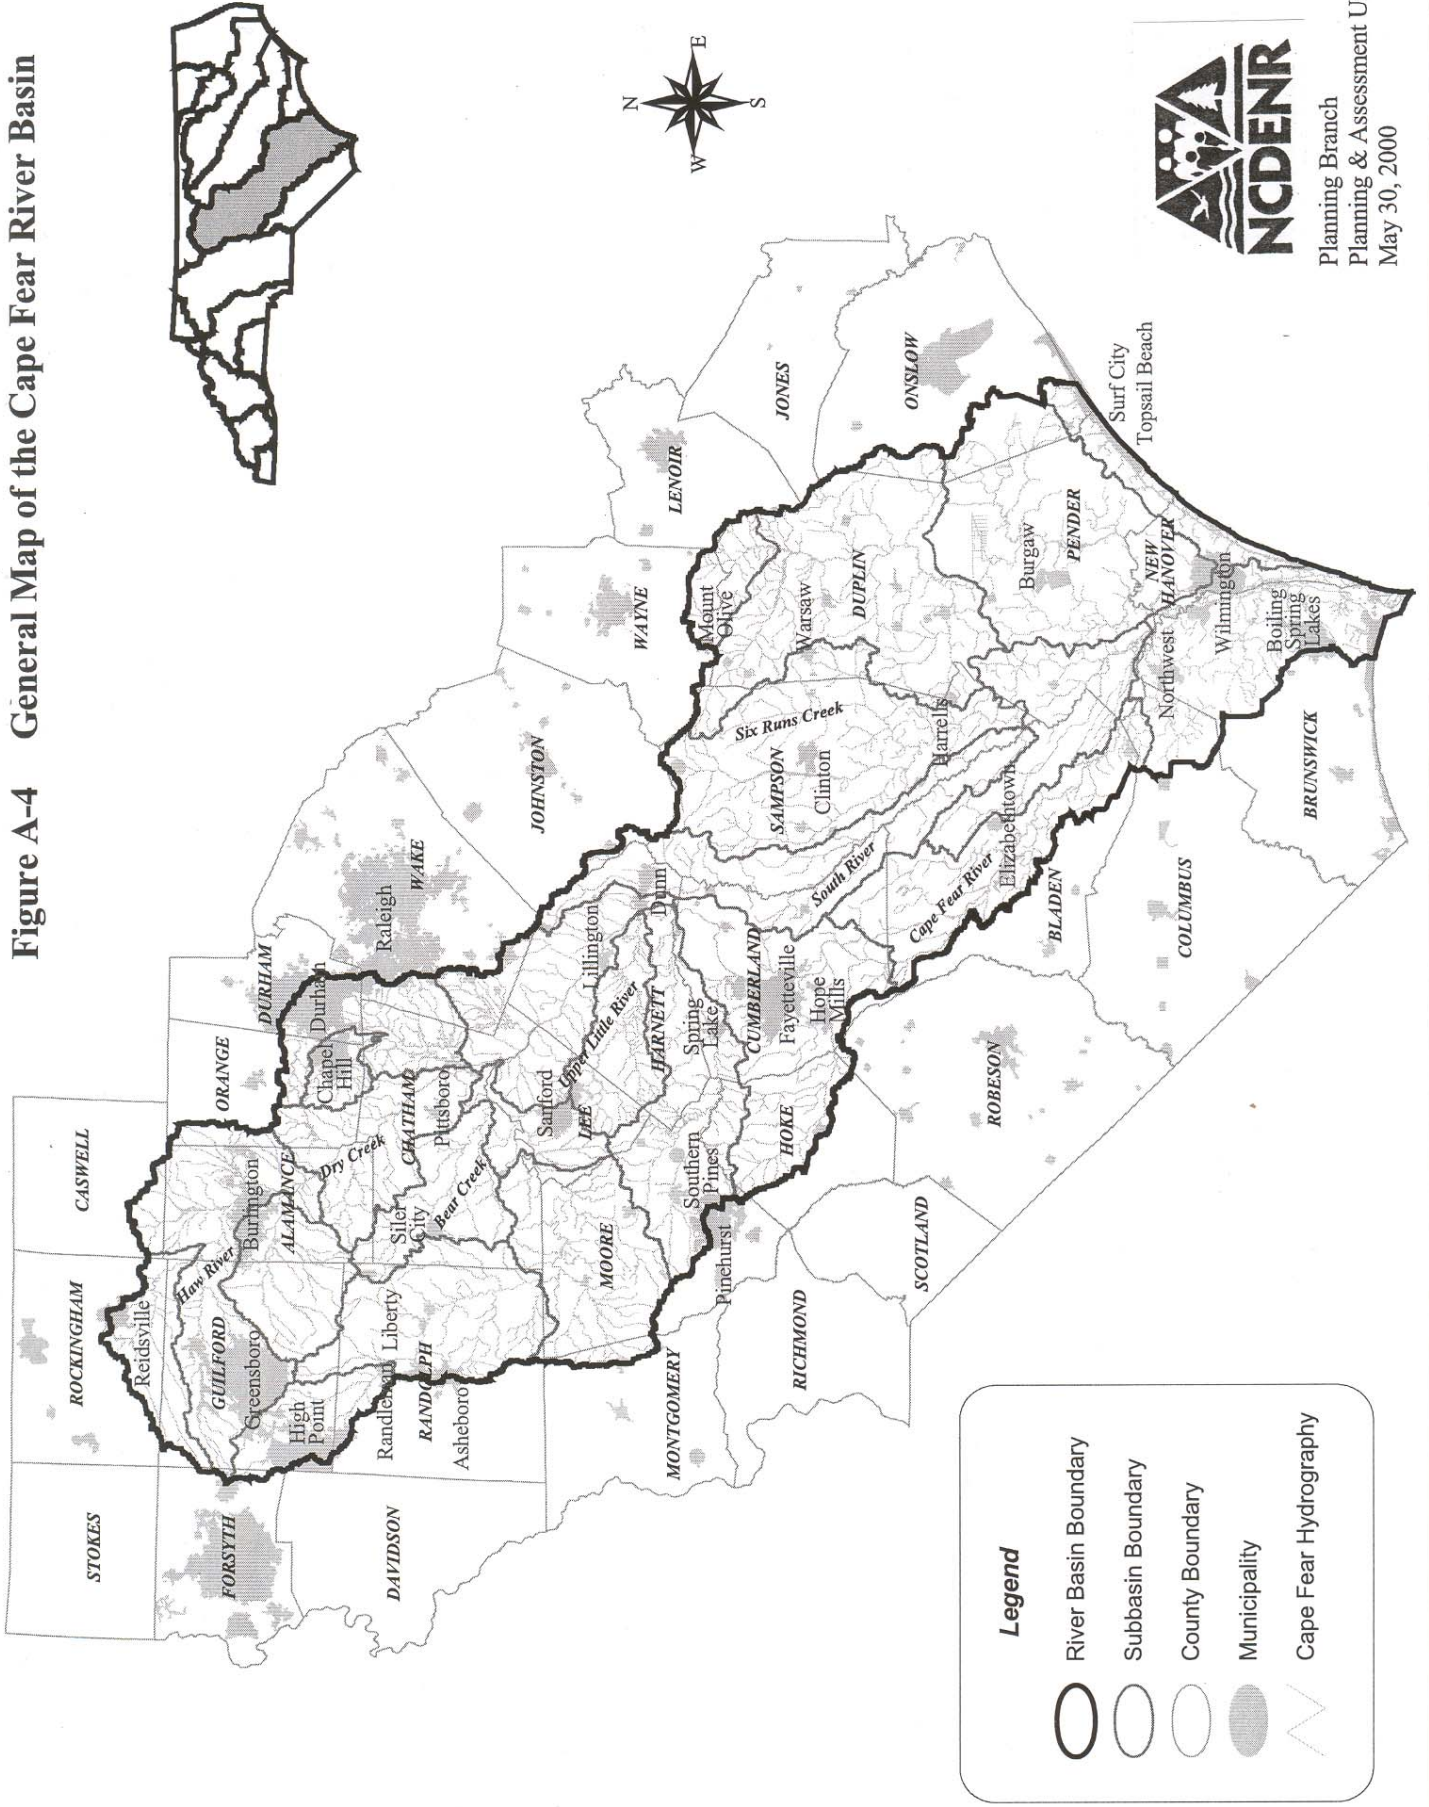 Figure A-4 General Map of the Cape Fear River Basin
STOKES
ROCKINGHAM
CASWELL
FORSYTH
GUILFORD
ALAMANCE
ORANGE
DURHAM
WAKE
DAVIDSON
RANDOLPH
CHATHAM
JOHNSTON
WAYNE
LENOIR
JONES
ONSLOW
MONTGOMERY
MOORE
LEE
HARNETT
SAMPSON
DUPLIN
PENDER
NEW
HANOVER
RICHMOND
HOKE
CUMBERLAND
SCOTLAND
ROBESON
BLADEN
COLUMBUS
BRUNSWICK
Reidsville
Haw River
Greensboro
Burlington
High
Point
Randleman
Liberty
Asheboro
Siler
City
Dry Creek
Bear Creek
Pittsboro
Chapel
Hill
Durham
Raleigh
Sanford
Upper Little River
Lillington
Dunn
Southern
Pines
Pinehurst
Spring
Lake
Fayetteville
Hope
Mills
South River
Cape Fear River
Elizabethtown
Clinton
Six Runs Creek
Harrells
Mount
Olive
Warsaw
Burgaw
Northwest
Wilmington
Boiling
Spring
Lakes
Surf City
Topsail Beach
N
W
E
S
NCDENR
Planning Branch
Planning & Assessment U
May 30, 2000
Legend
River Basin Boundary
Subbasin Boundary
County Boundary
Municipality
Cape Fear Hydrography